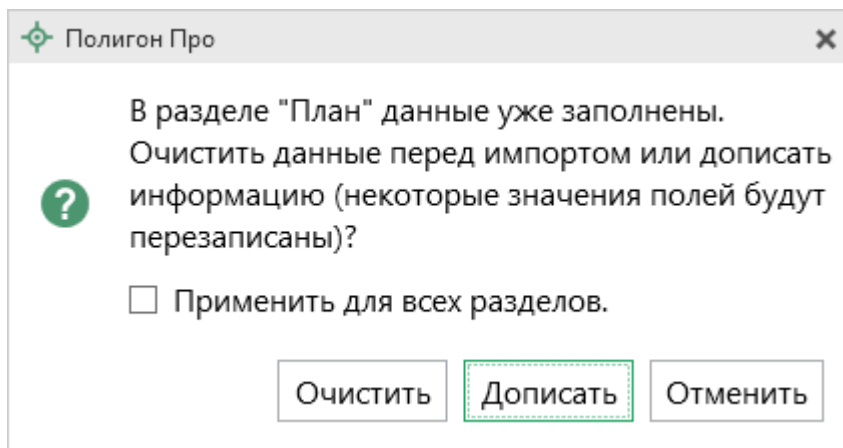 Полигон Про
В разделе "План" данные уже заполнены.
Очистить данные перед импортом или дописать
информацию (некоторые значения полей будут
перезаписаны)?
Применить для всех разделов.
Очистить Дописать Отменить